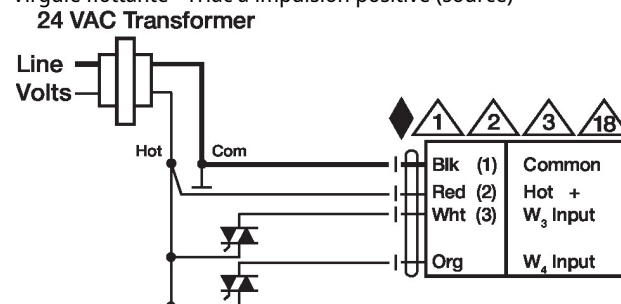 Virgule flottante - Triac à impulsion positive (source)
24 VAC Transformer
Line
Volts
Hot
Com
1
2
3
18
Blk (1) Common
Red (2) Hot +
Wht (3) W3 Input
Org W4 Input